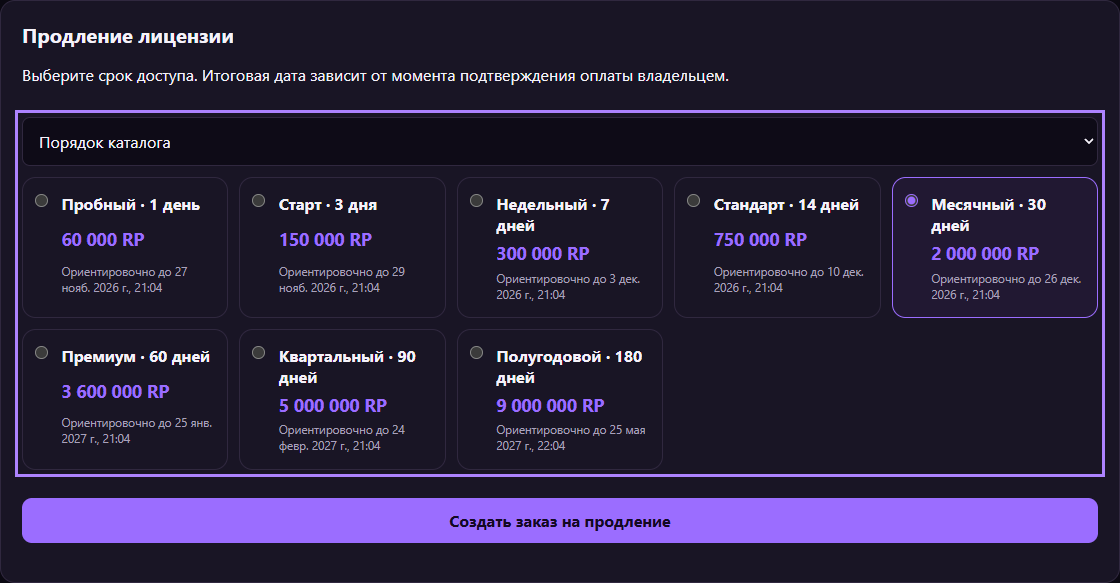 Продление лицензии
Выберите срок доступа. Итоговая дата зависит от момента подтверждения оплаты владельцем.
Порядок каталога
Пробный · 1 день
60 000 RP
Ориентировочно до 27
нояб. 2026 г., 21:04
Старт · 3 дня
150 000 RP
Ориентировочно до 29
нояб. 2026 г., 21:04
Недельный · 7
дней
300 000 RP
Ориентировочно до 3 дек.
2026 г., 21:04
Стандарт · 14 дней
750 000 RP
Ориентировочно до 10 дек.
2026 г., 21:04
Месячный · 30
дней
2 000 000 RP
Ориентировочно до 26 дек.
2026 г., 21:04
Премиум · 60 дней
3 600 000 RP
Ориентировочно до 25 янв.
2027 г., 21:04
Квартальный · 90
дней
5 000 000 RP
Ориентировочно до 24
февр. 2027 г., 21:04
Полугодовой · 180
дней
9 000 000 RP
Ориентировочно до 25 мая
2027 г., 22:04
Создать заказ на продление